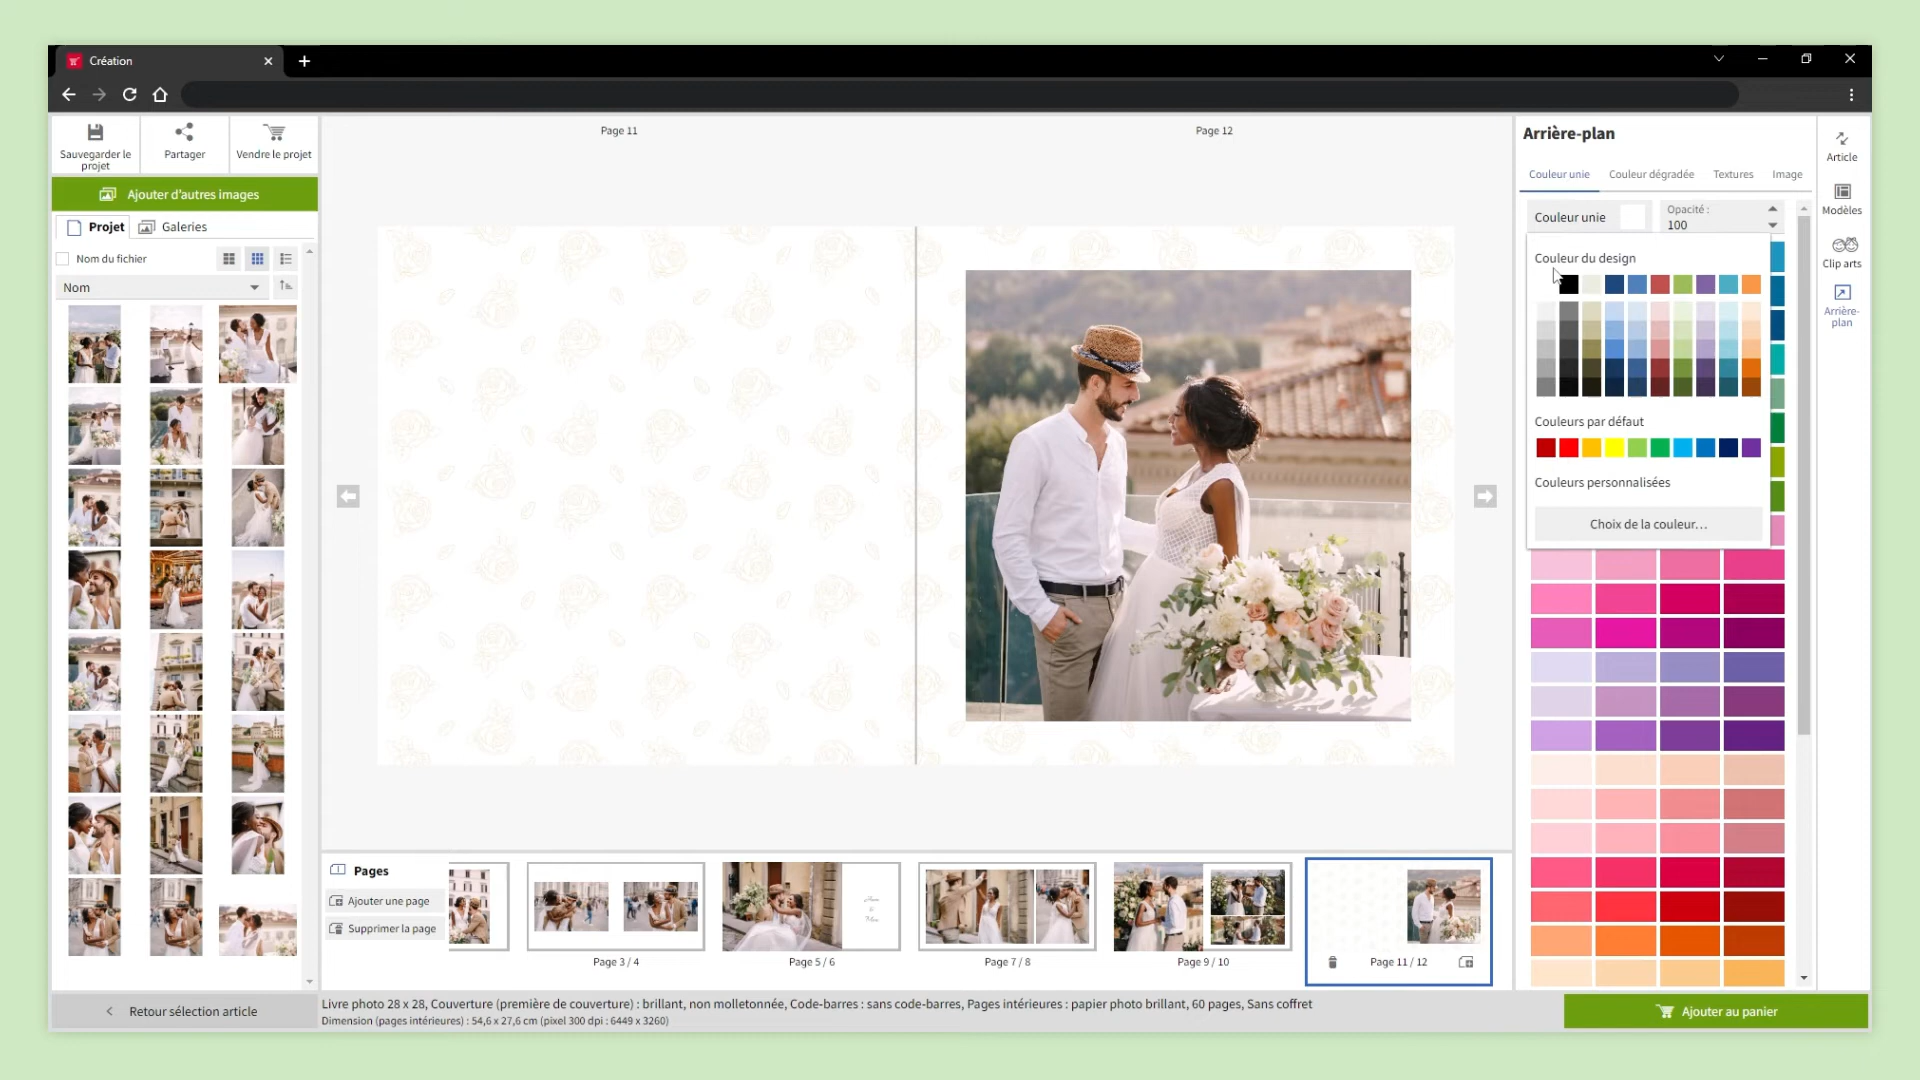 Création
Sauvegarder le
projet
Partager
Vendre le projet
Ajouter d'autres images
Projet
Galeries
Nom du fichier
Nom
Page 11
Page 12
Arrière-plan
Couleur unie
Couleur dégradée
Textures
Image
Couleur unie
Opacité :
100
Couleur du design
Couleurs par défaut
Couleurs personnalisées
Choix de la couleur…
Article
Modèles
Clip arts
Arrière-
plan
Pages
Ajouter une page
Supprimer la page
Page 3 / 4
Page 5 / 6
Page 7 / 8
Page 9 / 10
Page 11 / 12
Retour sélection article
Livre photo 28 x 28, Couverture (première de couverture) : brillant, non molletonnée, Code-barres : sans code-barres, Pages intérieures : papier photo brillant, 60 pages, Sans coffret
Dimension (pages intérieures) : 54,6 x 27,6 cm (pixel 300 dpi : 6449 x 3260)
Ajouter au panier